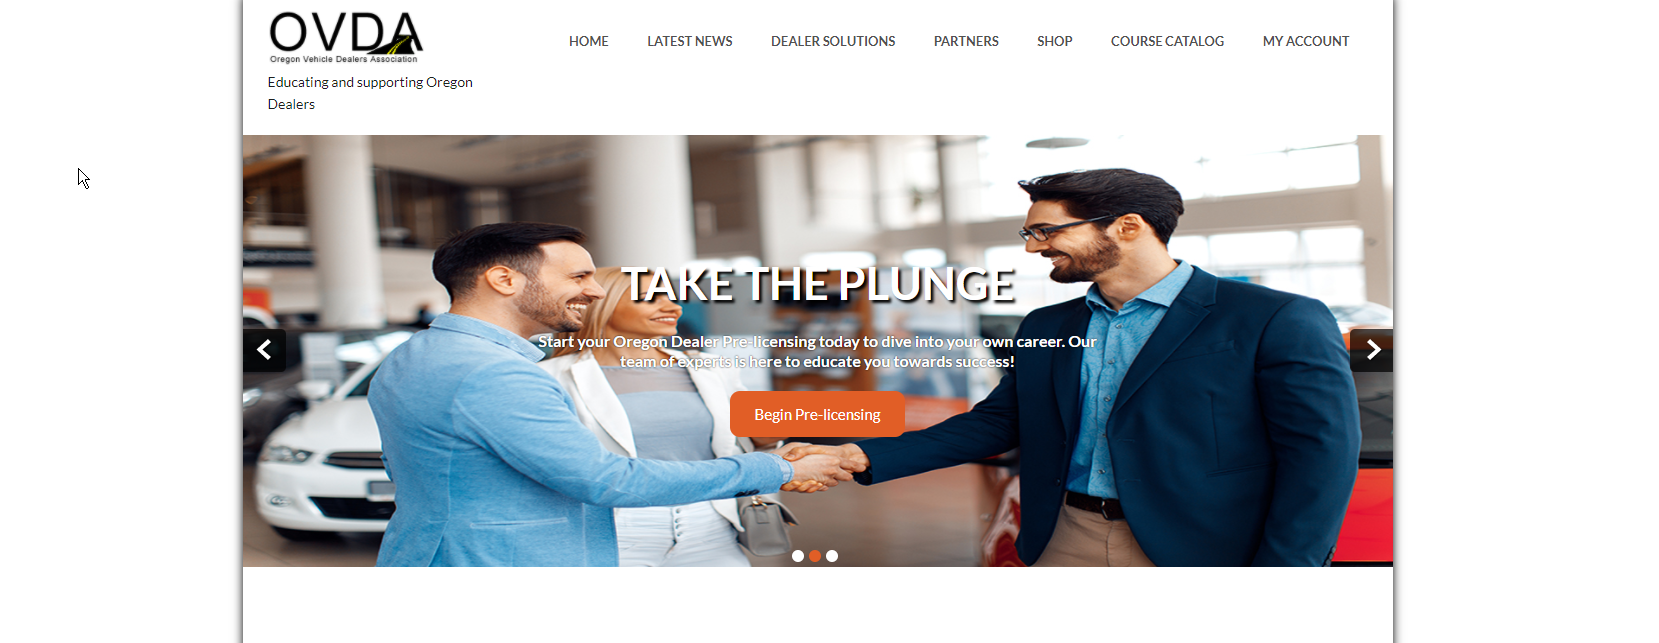 OVDA
Oregon Vehicle Dealers Association
Educating and supporting Oregon
Dealers
HOME LATEST NEWS DEALER SOLUTIONS PARTNERS SHOP COURSE CATALOG MY ACCOUNT
TAKE THE PLUNGE
Start your Oregon Dealer Pre-licensing today to dive into your own career. Our
team of experts is here to educate you towards success!
Begin Pre-licensing